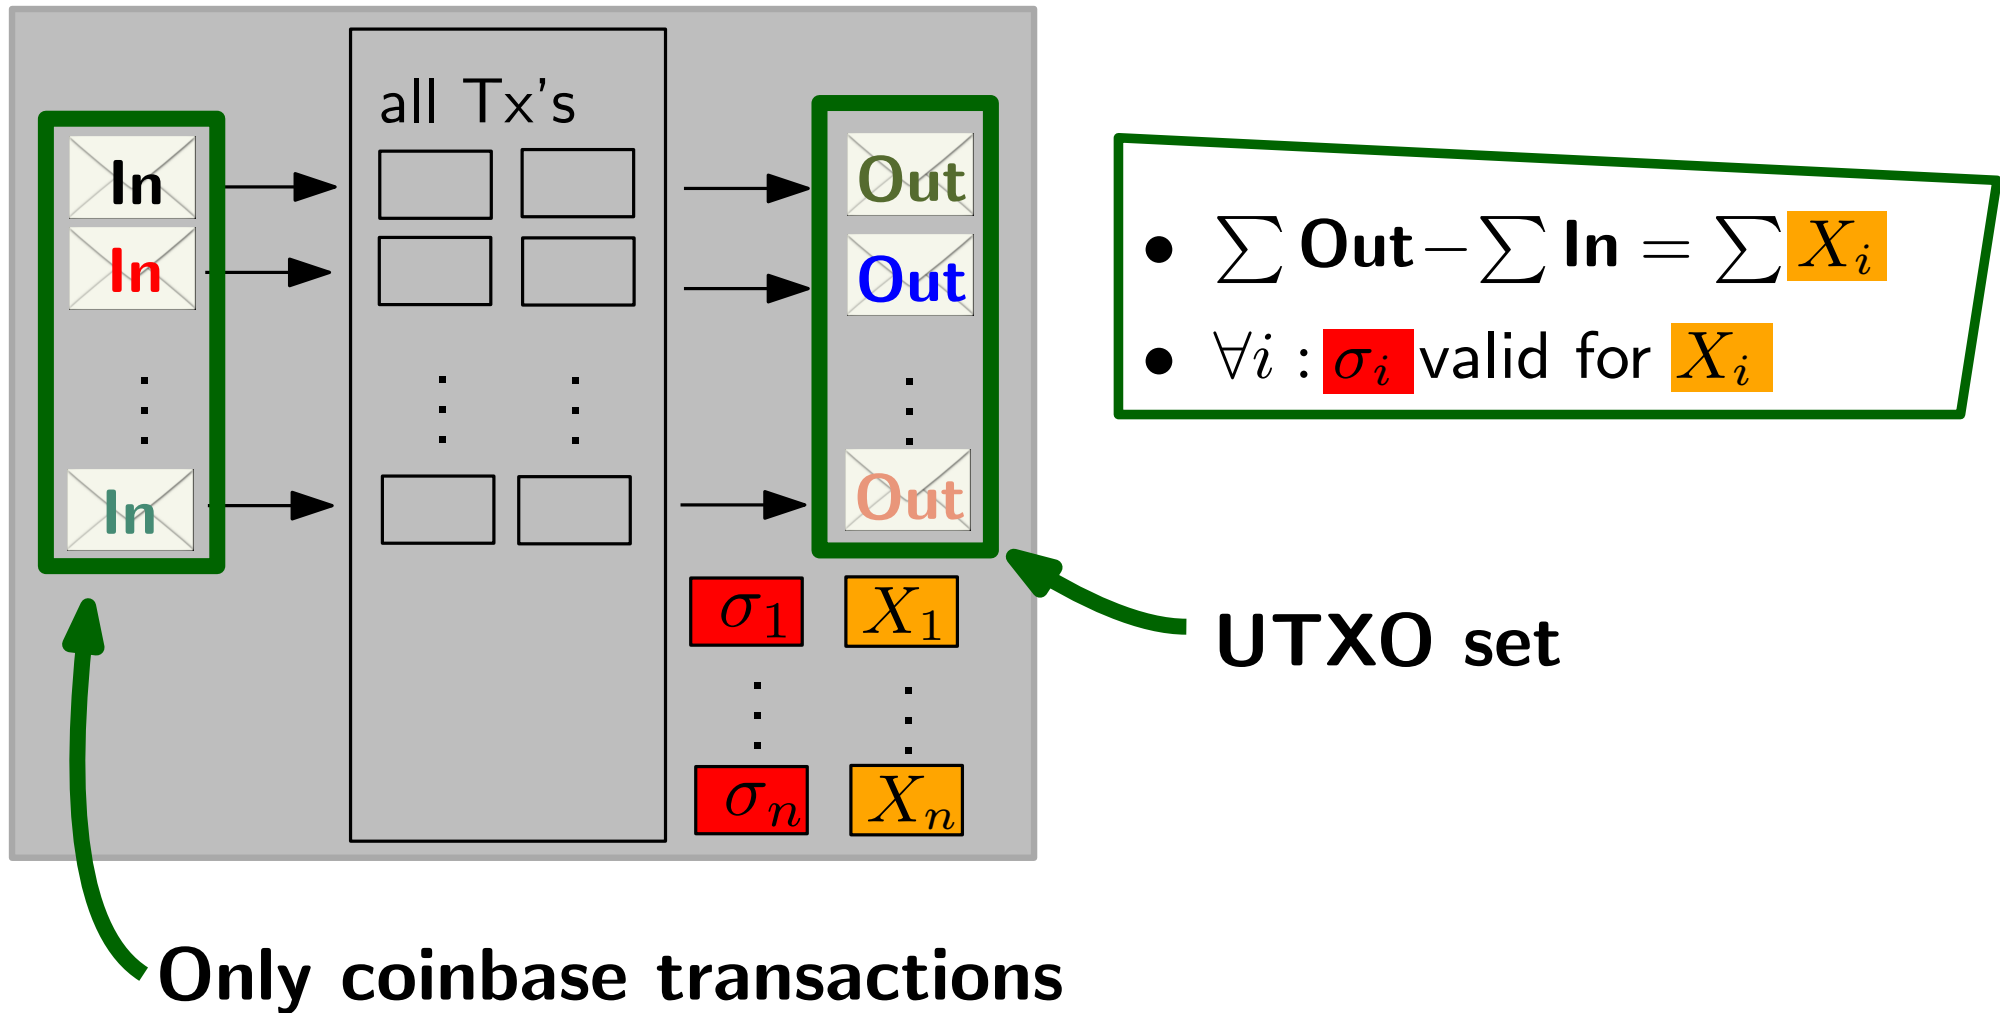 all Tx's
In
In
⋮
In
Out
Out
⋮
Out
σ₁ X₁
⋮ ⋮
σₙ Xₙ
• ∑ Out – ∑ In = ∑ Xᵢ
• ∀i : σᵢ valid for Xᵢ
UTXO set
Only coinbase transactions